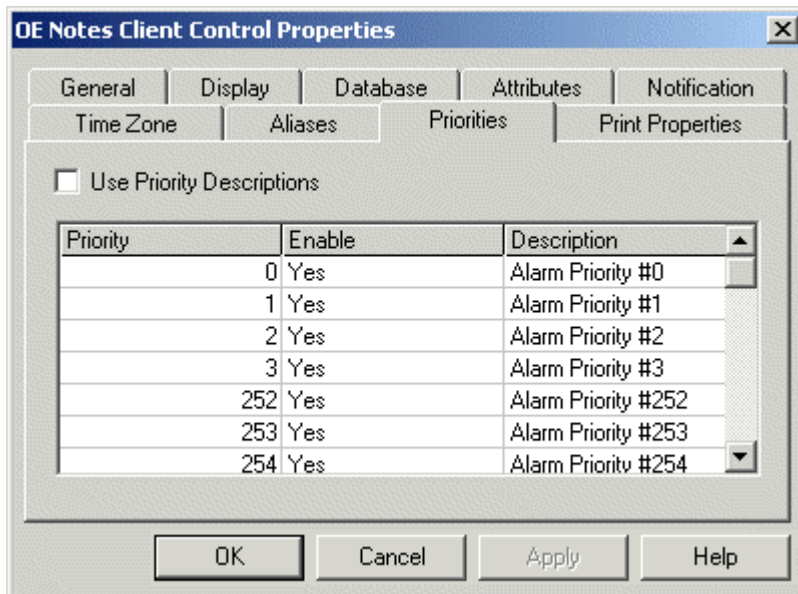 OE Notes Client Control Properties
General Display Database Attributes Notification
Time Zone Aliases Priorities Print Properties
Use Priority Descriptions
Priority Enable Description
0 Yes Alarm Priority #0
1 Yes Alarm Priority #1
2 Yes Alarm Priority #2
3 Yes Alarm Priority #3
252 Yes Alarm Priority #252
253 Yes Alarm Priority #253
254 Yes Alarm Priority #254
OK Cancel Apply Help